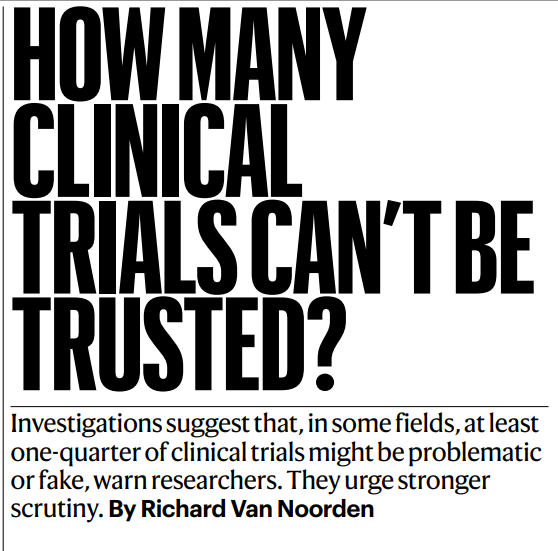 HOW MANY
CLINICAL
TRIALS CAN’T BE
TRUSTED?
Investigations suggest that, in some fields, at least
one-quarter of clinical trials might be problematic
or fake, warn researchers. They urge stronger
scrutiny. By Richard Van Noorden